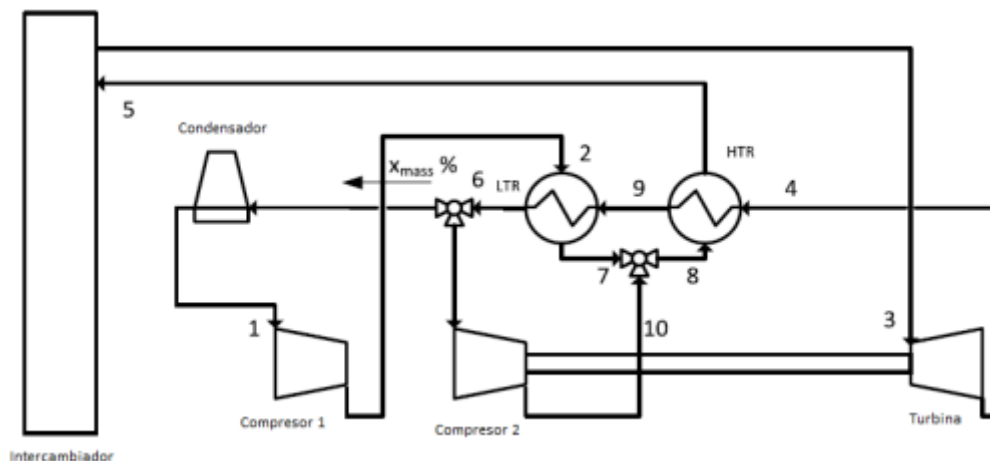 5
Condensador
2
HTR
X mass %
6
LTR
9
4
7
8
1
10
3
Compresor 1
Compresor 2
Turbina
Intercambiador